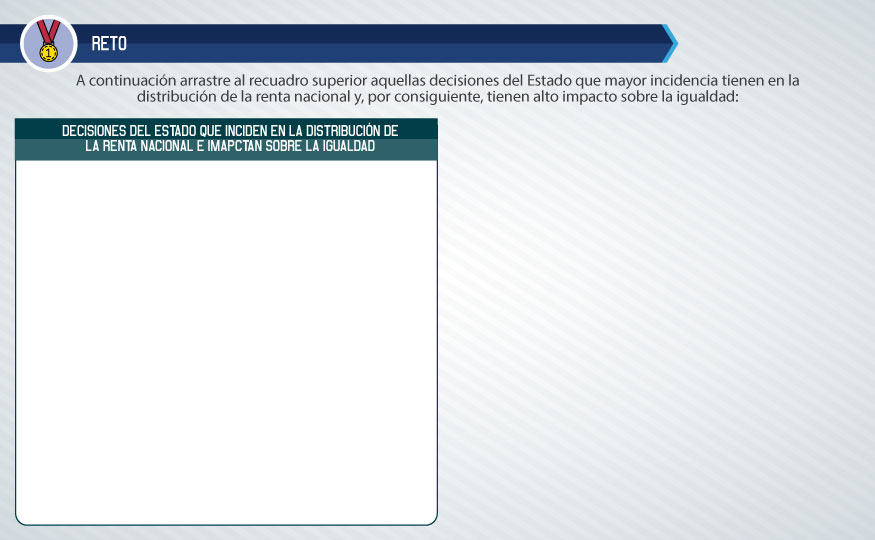 1
RETO
A continuación arrastre al recuadro superior aquellas decisiones del Estado que mayor incidencia tienen en la
distribución de la renta nacional y, por consiguiente, tienen alto impacto sobre la igualdad:
DECISIONES DEL ESTADO QUE INCIDEN EN LA DISTRIBUCIÓN DE
LA RENTA NACIONAL E IMAPCTAN SOBRE LA IGUALDAD